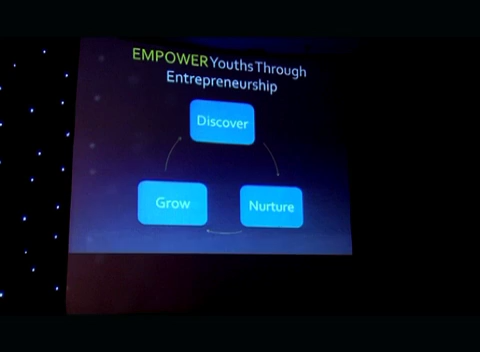 EMPOWER Youths Through
Entrepreneurship
Discover
Grow
Nurture